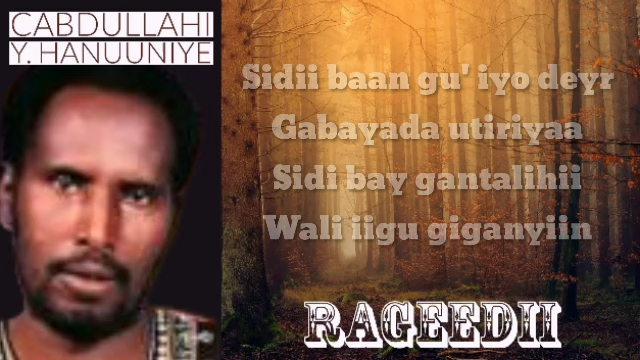 CABDULLAHI
Y. HANUUNIYE
Sidii baan gu' iyo deyr
Gabayada utiriyaa
Sidi bay gantalihii
Wali iigu giganyiin
RAGEEDII